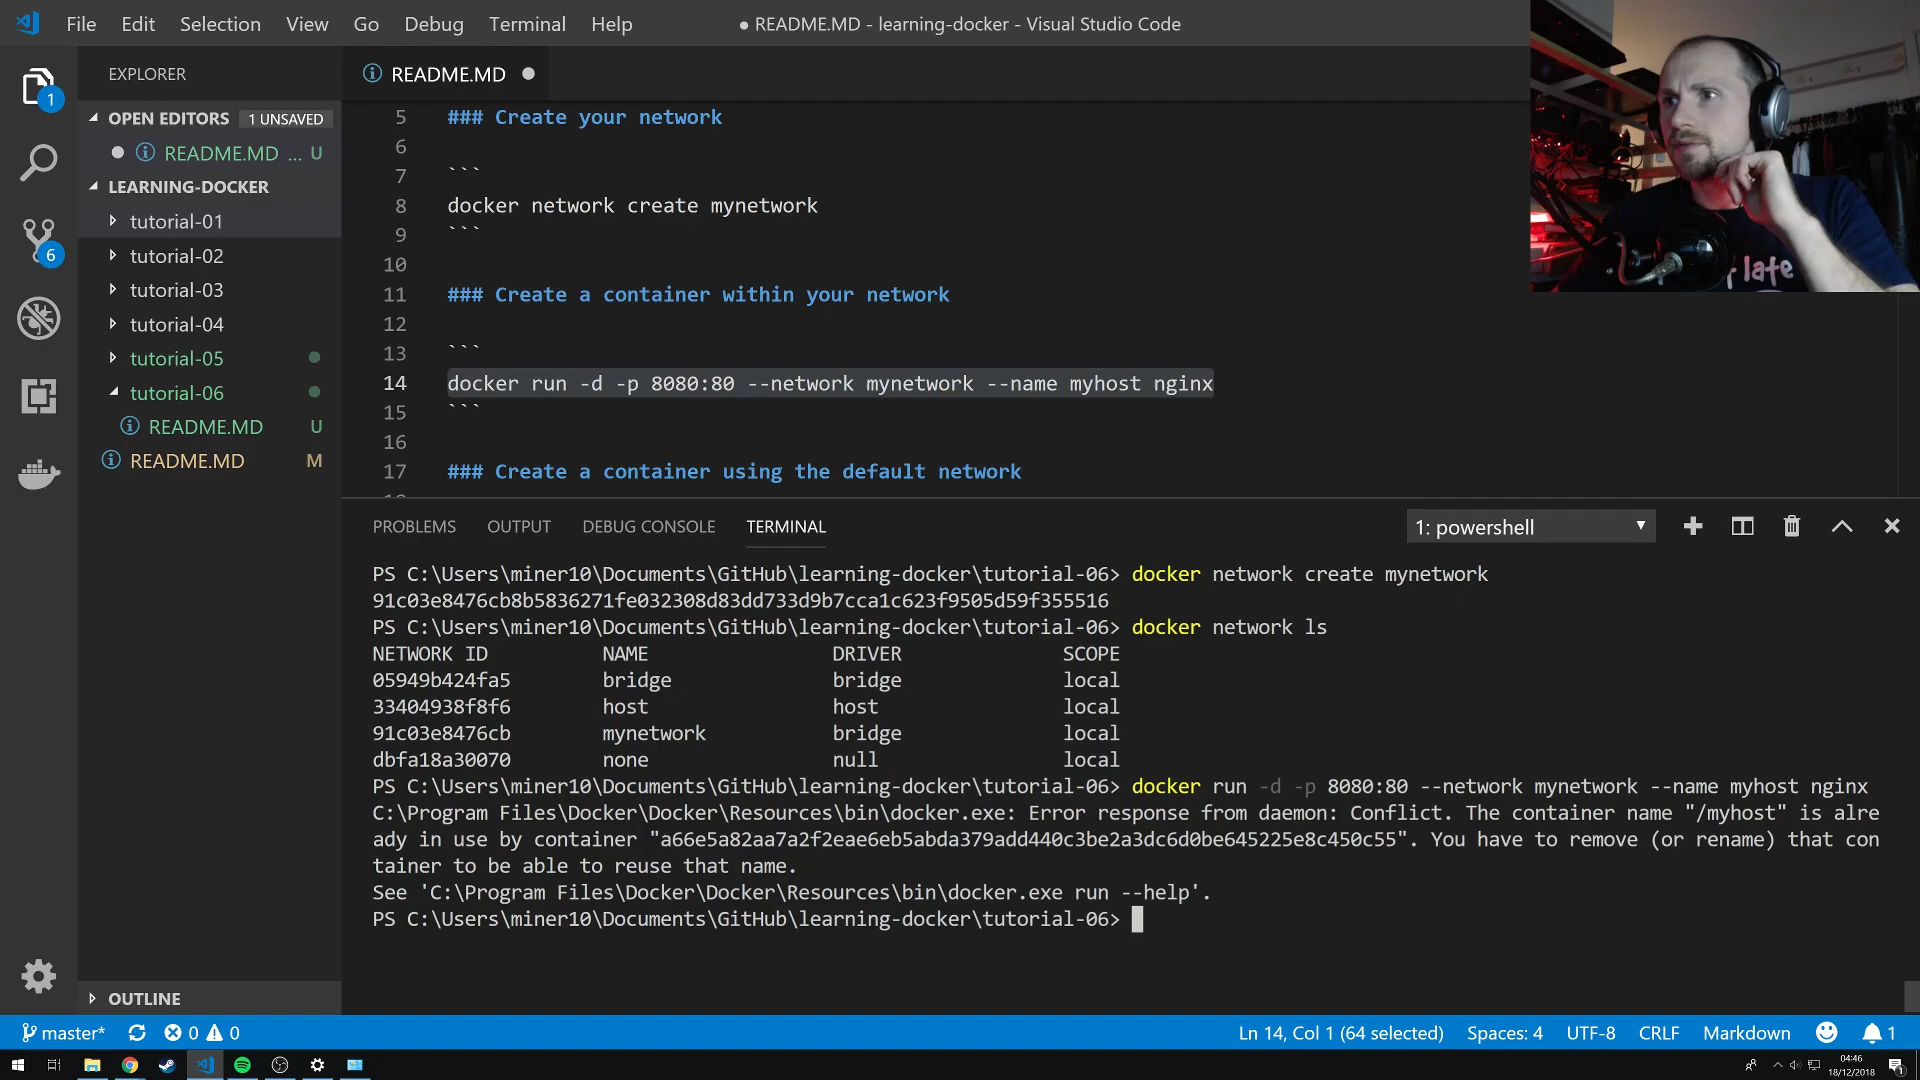 File Edit Selection View Go Debug Terminal Help
● README.MD - learning-docker - Visual Studio Code
EXPLORER
README.MD
OPEN EDITORS 1 UNSAVED
README.MD ... U
LEARNING-DOCKER
tutorial-01
tutorial-02
tutorial-03
tutorial-04
tutorial-05
tutorial-06
README.MD U
README.MD M
OUTLINE
1
6
5 ### Create your network
6
7 ```
8 docker network create mynetwork
9 ```
10
11 ### Create a container within your network
12
13 ```
14 docker run -d -p 8080:80 --network mynetwork --name myhost nginx
15 ```
16
17 ### Create a container using the default network
late
PROBLEMS OUTPUT DEBUG CONSOLE TERMINAL
1: powershell
PS C:\Users\miner10\Documents\GitHub\learning-docker\tutorial-06> docker network create mynetwork
91c03e8476cb8b5836271fe032308d83dd733d9b7cca1c623f9505d59f355516
PS C:\Users\miner10\Documents\GitHub\learning-docker\tutorial-06> docker network ls
NETWORK ID NAME DRIVER SCOPE
05949b424fa5 bridge bridge local
33404938f8f6 host host local
91c03e8476cb mynetwork bridge local
dbfa18a30070 none null local
PS C:\Users\miner10\Documents\GitHub\learning-docker\tutorial-06> docker run -d -p 8080:80 --network mynetwork --name myhost nginx
C:\Program Files\Docker\Docker\Resources\bin\docker.exe: Error response from daemon: Conflict. The container name "/myhost" is alre
ady in use by container "a66e5a82aa7a2f2eae6eb5abda379add440c3be2a3dc6d0be645225e8c450c55". You have to remove (or rename) that con
tainer to be able to reuse that name.
See 'C:\Program Files\Docker\Docker\Resources\bin\docker.exe run --help'.
PS C:\Users\miner10\Documents\GitHub\learning-docker\tutorial-06>
master* 0 0 Ln 14, Col 1 (64 selected) Spaces: 4 UTF-8 CRLF Markdown 1
04:46
18/12/2018